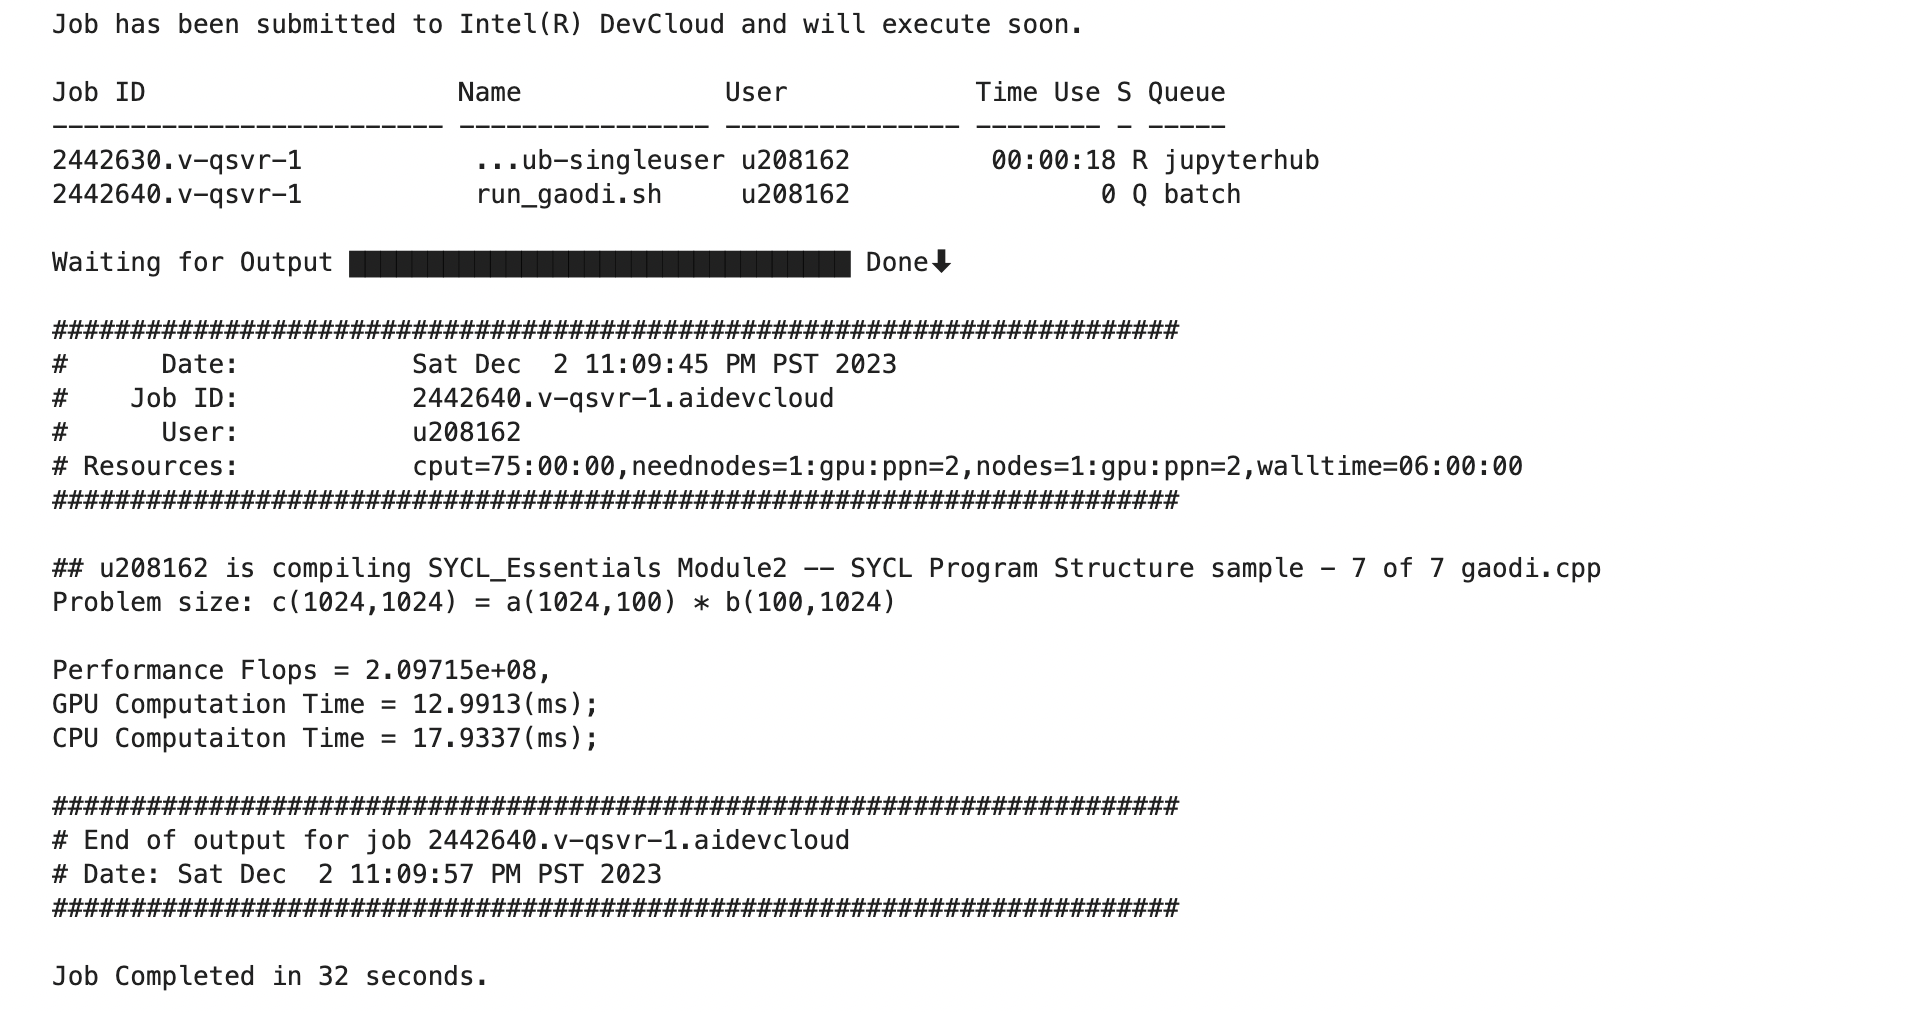 Job has been submitted to Intel(R) DevCloud and will execute soon.
Job ID                    Name             User            Time Use S Queue
------------------------- ---------------- --------------- -------- - -----
2442630.v-qsvr-1           ...ub-singleuser u208162         00:00:18 R jupyterhub
2442640.v-qsvr-1           run_gaodi.sh     u208162                0 Q batch
Waiting for Output ████████████████████████████████ Done⬇
########################################################################
#      Date:           Sat Dec  2 11:09:45 PM PST 2023
#    Job ID:           2442640.v-qsvr-1.aidevcloud
#      User:           u208162
# Resources:           cput=75:00:00,neednodes=1:gpu:ppn=2,nodes=1:gpu:ppn=2,walltime=06:00:00
########################################################################
## u208162 is compiling SYCL_Essentials Module2 -- SYCL Program Structure sample - 7 of 7 gaodi.cpp
Problem size: c(1024,1024) = a(1024,100) * b(100,1024)
Performance Flops = 2.09715e+08,
GPU Computation Time = 12.9913(ms);
CPU Computaiton Time = 17.9337(ms);
########################################################################
# End of output for job 2442640.v-qsvr-1.aidevcloud
# Date: Sat Dec  2 11:09:57 PM PST 2023
########################################################################
Job Completed in 32 seconds.